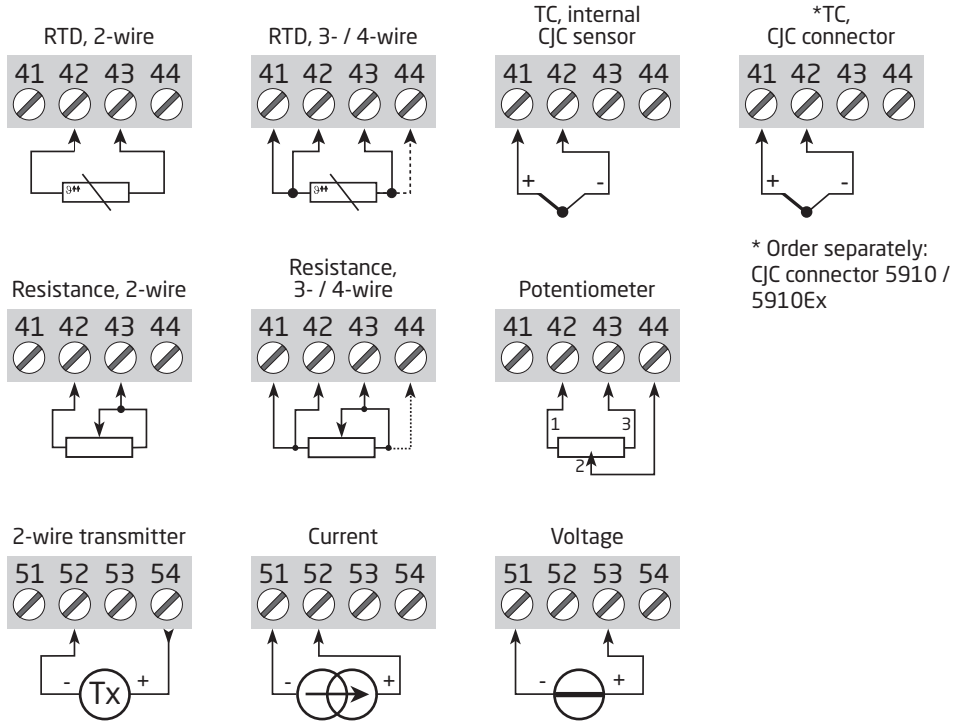 RTD, 2-wire
41 42 43 44
RTD, 3- / 4-wire
41 42 43 44
TC, internal
CJC sensor
41 42 43 44
+ -
*TC,
CJC connector
41 42 43 44
+ -
* Order separately:
CJC connector 5910 /
5910Ex
Resistance, 2-wire
41 42 43 44
Resistance,
3- / 4-wire
41 42 43 44
Potentiometer
41 42 43 44
1 3
2
2-wire transmitter
51 52 53 54
- Tx +
Current
51 52 53 54
- +
Voltage
51 52 53 54
- +